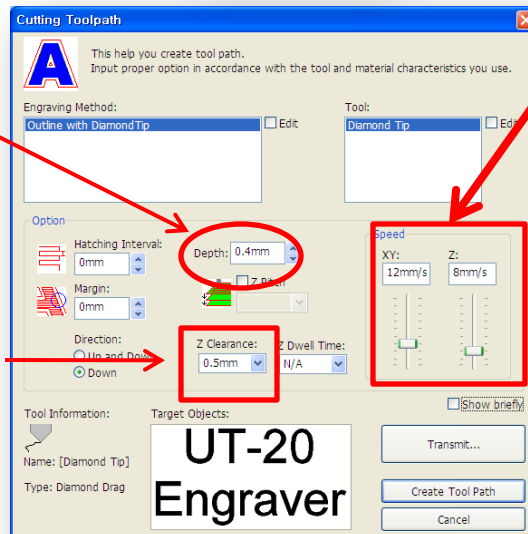 Cutting Toolpath
This help you create tool path.
Input proper option in accordance with the tool and material characteristics you use.
Engraving Method:
Edit
Outline with DiamondTip
Tool:
Edit
Diamond Tip
Option
Hatching Interval:
0mm
Margin:
0mm
Direction:
Up and Down
Down
Depth:
0.4mm
Z Pitch
Z Clearance:
0.5mm
Z Dwell Time:
N/A
Speed
XY:
12mm/s
Z:
8mm/s
Show briefly
Tool Information:
Name: [Diamond Tip]
Type: Diamond Drag
Target Objects:
UT-20
Engraver
Transmit...
Create Tool Path
Cancel